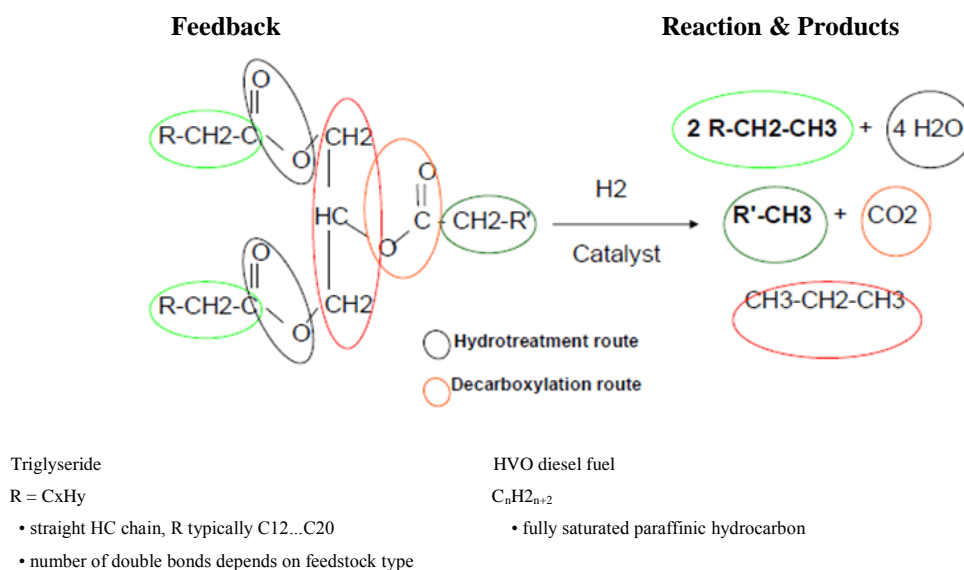 Feedback Reaction & Products
O
R-CH2-C CH2
O
2 R-CH2-CH3 + 4 H2O
O
HC C CH2-R'
O
H2
Catalyst
R'-CH3 + CO2
O
R-CH2-C CH2
O
CH3-CH2-CH3
Hydrotreatment route
Decarboxylation route
Triglyseride
R = CxHy
• straight HC chain, R typically C12...C20
• number of double bonds depends on feedstock type
HVO diesel fuel
CnH2n+2
• fully saturated paraffinic hydrocarbon